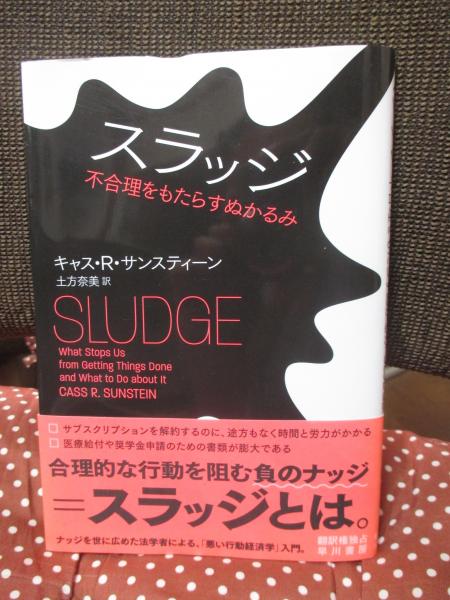 スラッジ
不合理をもたらすぬかるみ
キャス・R・サンスティーン
土方奈美 訳
SLUDGE
What Stops Us
from Getting Things Done
and What to Do about It
CASS R. SUNSTEIN
□ サブスクリプションを解約するのに、途方もなく時間と労力がかかる
□ 医療給付や奨学金申請のための書類が膨大である
合理的な行動を阻む負のナッジ
=スラッジとは。
ナッジを世に広めた法学者による、「悪い行動経済学」入門。
翻訳権独占
早川書房